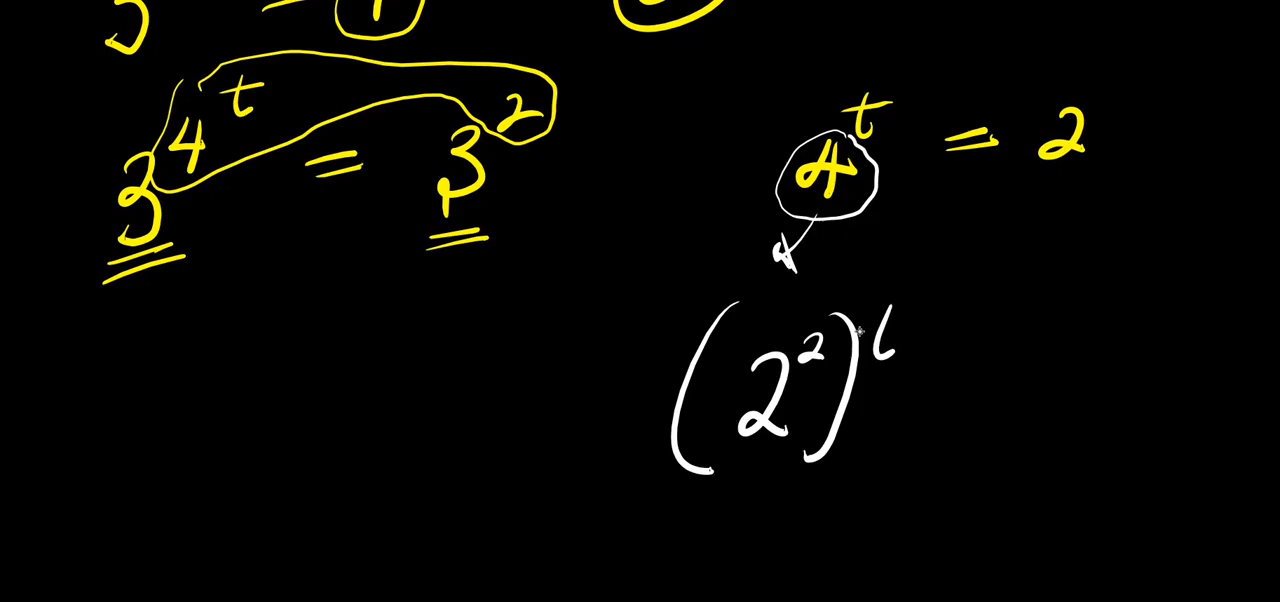 3^{4^t} = 3^2
4^t = 2
(2^2)^t